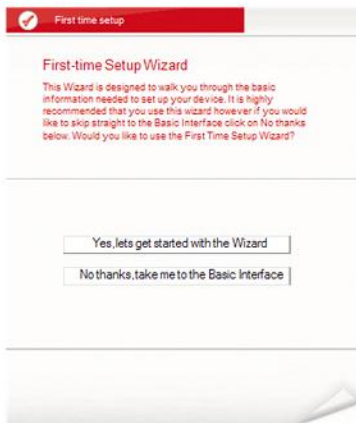 First time setup
First-time Setup Wizard
This Wizard is designed to walk you through the basic
information needed to set up your device. It is highly
recommended that you use this wizard however if you would
like to skip straight to the Basic Interface click on No thanks
below. Would you like to use the First Time Setup Wizard?
Yes,lets get started with the Wizard
No thanks,take me to the Basic Interface